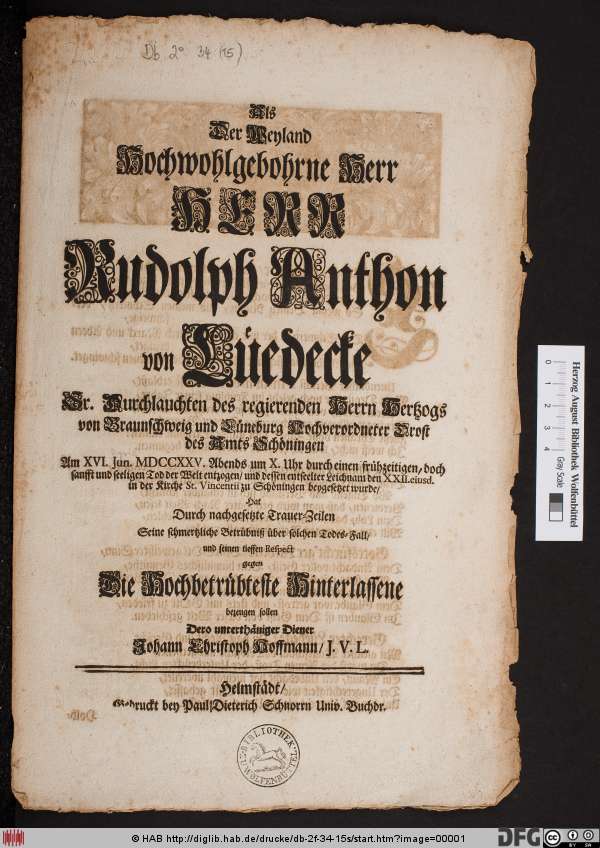 Db 2° 34 (15)
Als
Der Weyland
Hochwohlgebohrne Herr
HERR
Rudolph Anthon
von Lüedecke
Sr. Durchlauchten des regierenden Herrn Hertzogs
von Braunschweig und Lüneburg Hochverordneter Drost
des Amts Schöningen
Am XVI. Jun. MDCCXXV. Abends um X. Uhr durch einen frühzeitigen/ doch
sanfft und seeligen Tod der Welt entzogen/ und dessen entseelter Leichnam den XXII. eiusd.
in der Kirche St. Vincentii zu Schöningen beygesetzet wurde/
Hat
Durch nachgesetzte Trauer-Zeilen
Seine schmertzliche Betrübniß über solchen Todes-Fall/
und seinen tieffen Respect
gegen
Die Hochbetrübteste Hinterlassene
bezeugen sollen
Dero unterthäniger Diener
Johann Christoph Hoffmann/ J. V. L.
Helmstädt/
Gedruckt bey Paul Dieterich Schnorrn Univ. Buchdr.
BIBLIOTHEK
WOLFENBÜTTEL
Herzog August Bibliothek Wolfenbüttel
Gray Scale
0
1
2
3
4
© HAB http://diglib.hab.de/drucke/db-2f-34-15s/start.htm?image=00001
DFG
cc
BY SA